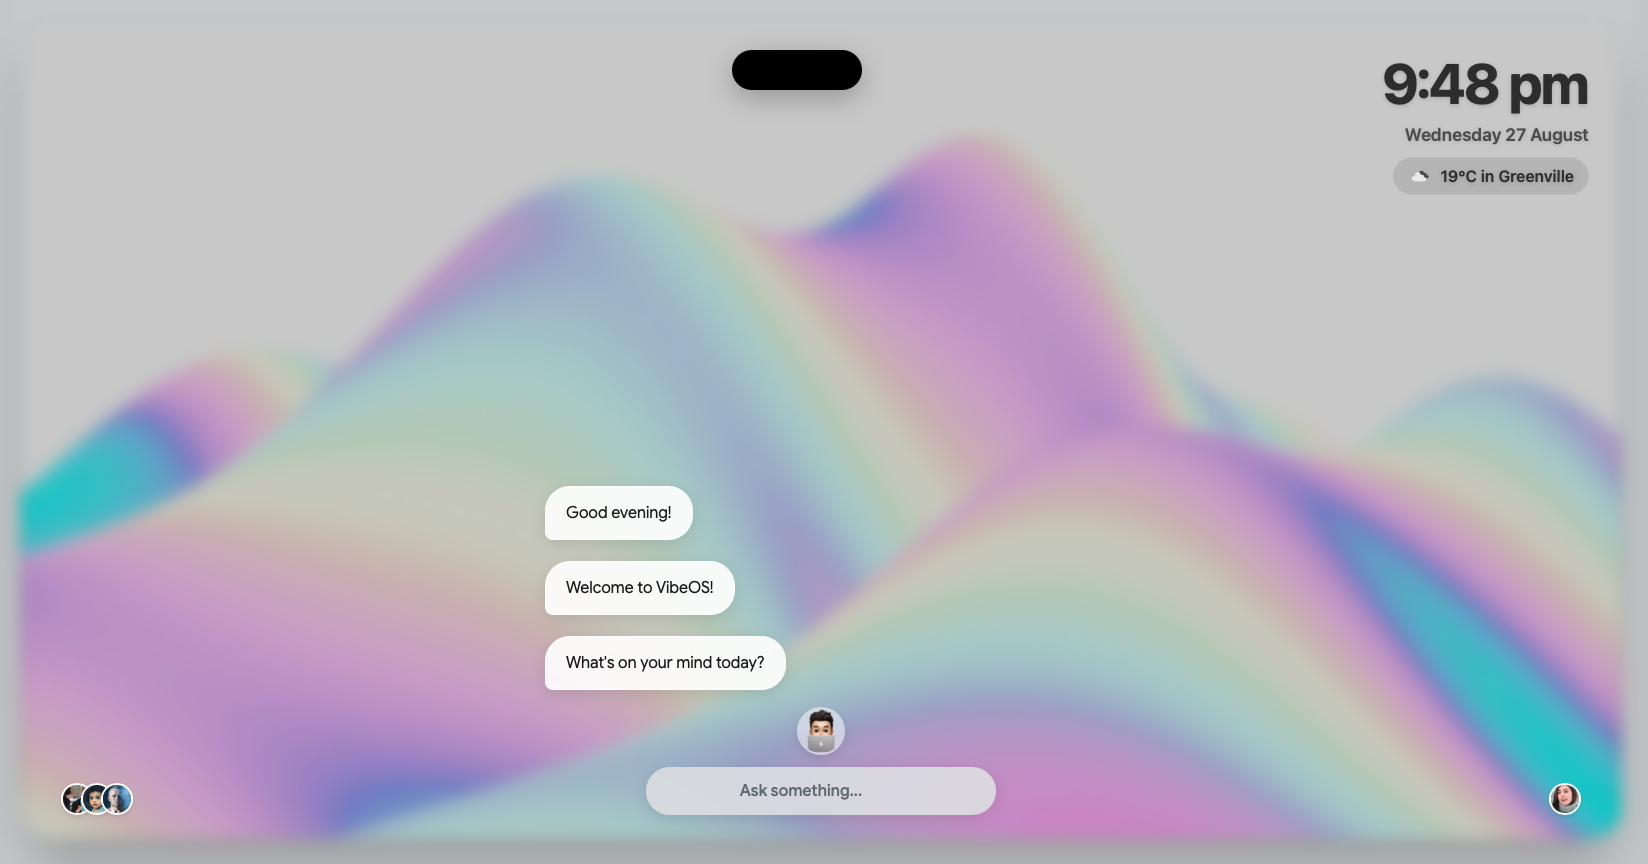 9:48 pm
Wednesday 27 August
19°C in Greenville
Good evening!
Welcome to VibeOS!
What's on your mind today?
Ask something...